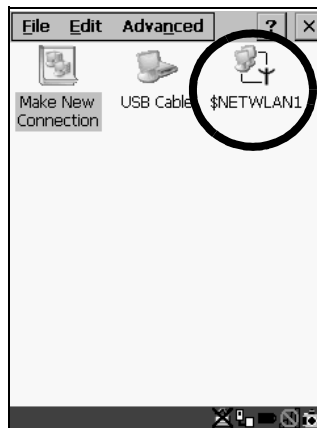 File Edit Advanced ? ×
Make New USB Cable $NETWLAN1
Connection